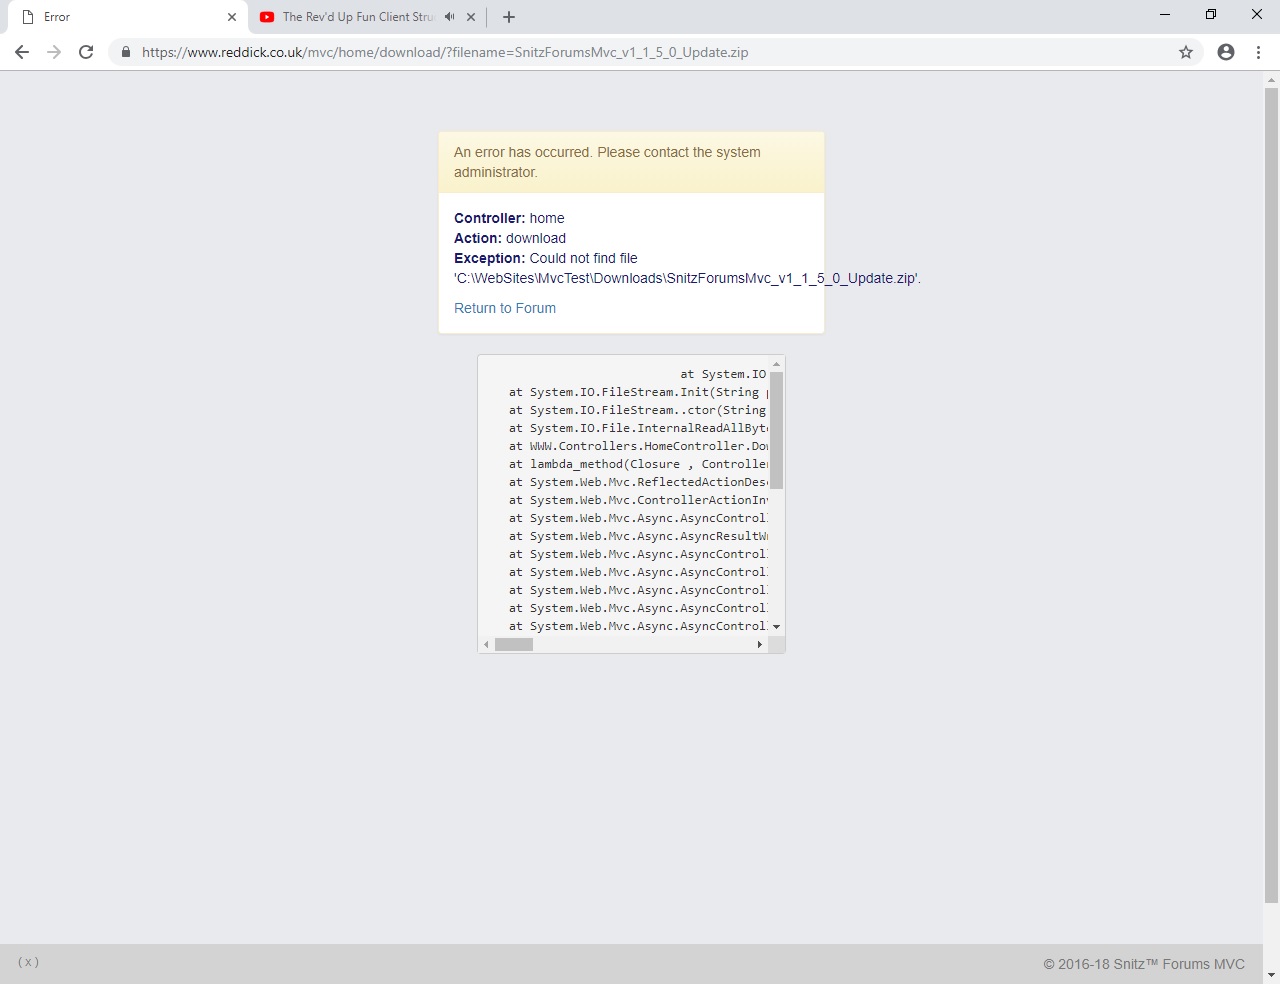 Error
The Rev'd Up Fun Client Stru
https://www.reddick.co.uk/mvc/home/download/?filename=SnitzForumsMvc_v1_1_5_0_Update.zip
An error has occurred. Please contact the system
administrator.
Controller: home
Action: download
Exception: Could not find file
'C:\WebSites\MvcTest\Downloads\SnitzForumsMvc_v1_1_5_0_Update.zip'.
Return to Forum
at System.IO
at System.IO.FileStream.Init(String
at System.IO.FileStream..ctor(String
at System.IO.File.InternalReadAllByte
at WWW.Controllers.HomeController.Dow
at lambda_method(Closure , Controller
at System.Web.Mvc.ReflectedActionDesc
at System.Web.Mvc.ControllerActionInv
at System.Web.Mvc.Async.AsyncControl
at System.Web.Mvc.Async.AsyncResultWr
at System.Web.Mvc.Async.AsyncControl
at System.Web.Mvc.Async.AsyncControl
at System.Web.Mvc.Async.AsyncControl
at System.Web.Mvc.Async.AsyncControl
at System.Web.Mvc.Async.AsyncControl
(x)
© 2016-18 Snitz™ Forums MVC